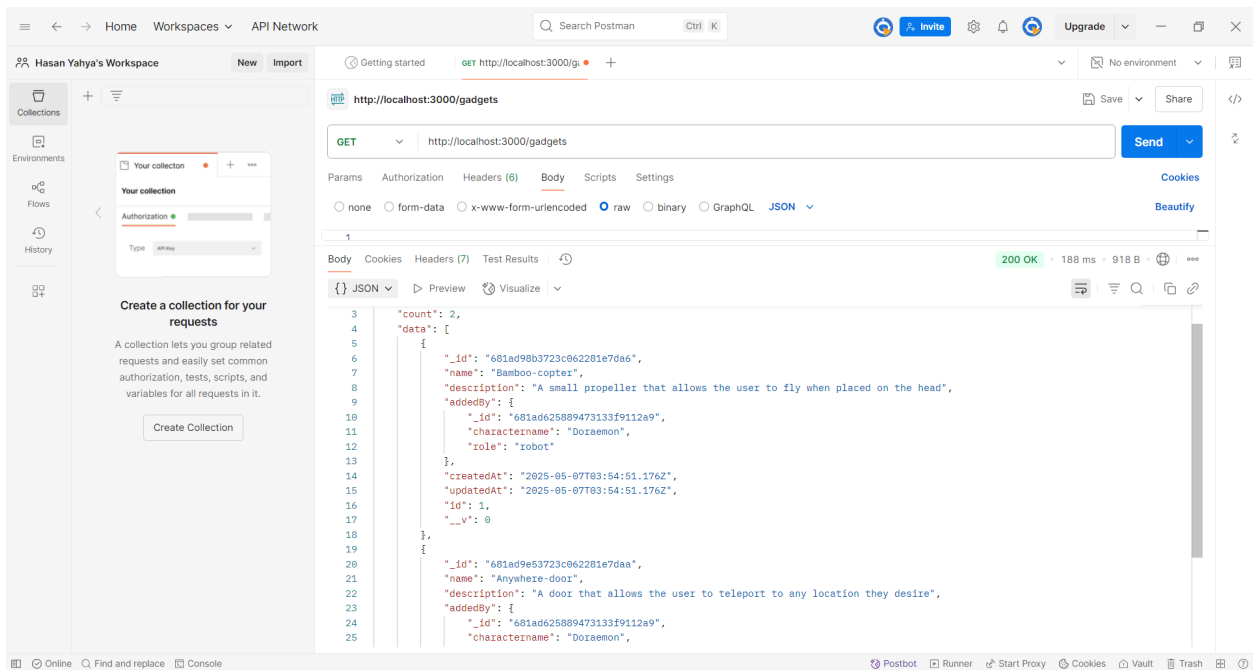 Home Workspaces API Network Search Postman Ctrl K Invite Upgrade
Hasan Yahya's Workspace New Import Getting started GET http://localhost:3000/ga No environment
Collections
Environments
Flows
History
Your collecton
Your collection
Authorization
Type API Key
Create a collection for your
requests
A collection lets you group related
requests and easily set common
authorization, tests, scripts, and
variables for all requests in it.
Create Collection
HTTP http://localhost:3000/gadgets Save Share
GET http://localhost:3000/gadgets Send
Params Authorization Headers (6) Body Scripts Settings Cookies
none form-data x-www-form-urlencoded raw binary GraphQL JSON Beautify
1
Body Cookies Headers (7) Test Results 200 OK 188 ms 918 B
{} JSON Preview Visualize
3 "count": 2,
4 "data": [
5 {
6 "_id": "681ad98b3723c062281e7da6",
7 "name": "Bamboo-copter",
8 "description": "A small propeller that allows the user to fly when placed on the head",
9 "addedBy": {
10 "_id": "681ad625889473133f9112a9",
11 "charactername": "Doraemon",
12 "role": "robot"
13 },
14 "createdAt": "2025-05-07T03:54:51.176Z",
15 "updatedAt": "2025-05-07T03:54:51.176Z",
16 "id": 1,
17 "__v": 0
18 },
19 {
20 "_id": "681ad9e53723c062281e7daa",
21 "name": "Anywhere-door",
22 "description": "A door that allows the user to teleport to any location they desire",
23 "addedBy": {
24 "_id": "681ad625889473133f9112a9",
25 "charactername": "Doraemon",
Online Find and replace Console Postbot Runner Start Proxy Cookies Vault Trash